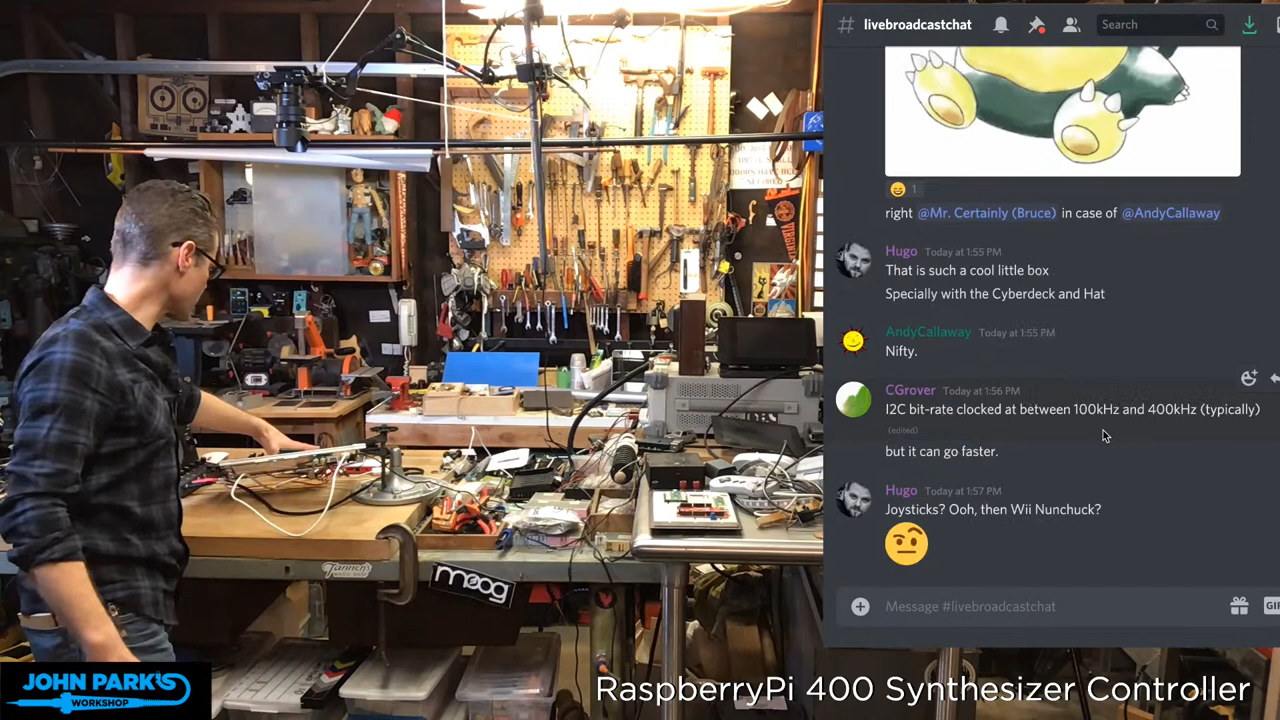 # livebroadcastchat
Search
1
right @Mr. Certainly (Bruce) in case of @AndyCallaway
Hugo Today at 1:55 PM
That is such a cool little box
Specially with the Cyberdeck and Hat
AndyCallaway Today at 1:55 PM
Nifty.
CGrover Today at 1:56 PM
I2C bit-rate clocked at between 100kHz and 400kHz (typically)
(edited)
but it can go faster.
Hugo Today at 1:57 PM
Joysticks? Ooh, then Wii Nunchuck?
Message #livebroadcastchat
GIF
VIRGINIA
Tannen's
moog
JOHN PARK'S
WORKSHOP
RaspberryPi 400 Synthesizer Controller